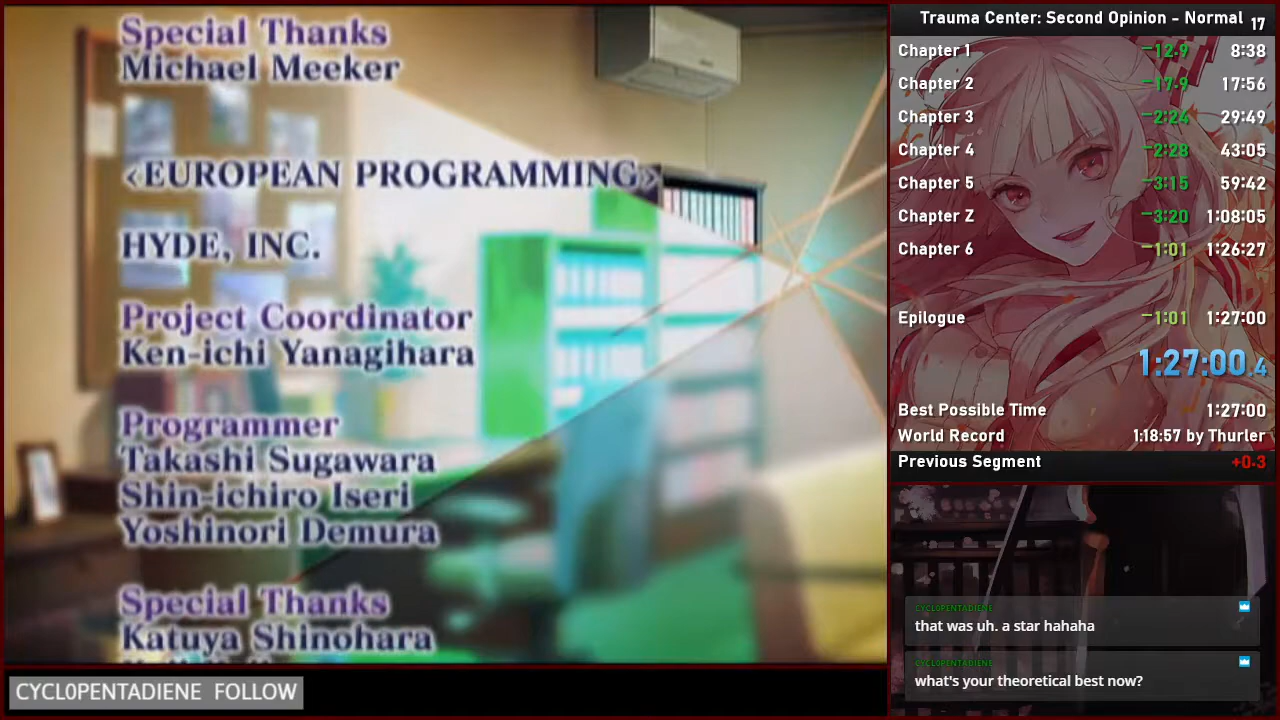 Special Thanks
Michael Meeker
<EUROPEAN PROGRAMMING>
HYDE, INC.
Project Coordinator
Ken-ichi Yanagihara
Programmer
Takashi Sugawara
Shin-ichiro Iseri
Yoshinori Demura
Special Thanks
Katuya Shinohara
CYCL0PENTADIENE FOLLOW
Trauma Center: Second Opinion - Normal 17
Chapter 1 -12.9 8:38
Chapter 2 -17.9 17:56
Chapter 3 -2:24 29:49
Chapter 4 -2:28 43:05
Chapter 5 -3:15 59:42
Chapter Z -3:20 1:08:05
Chapter 6 -1:01 1:26:27
Epilogue -1:01 1:27:00
1:27:00.4
Best Possible Time 1:27:00
World Record 1:18:57 by Thurler
Previous Segment +0.3
CYCL0PENTADIENE
that was uh. a star hahaha
CYCL0PENTADIENE
what's your theoretical best now?